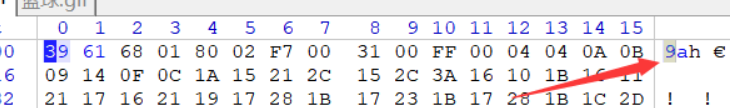 篮球.gif
0 1 2 3 4 5 6 7 8 9 10 11 12 13 14 15
00 39 61 68 01 80 02 F7 00 31 00 FF 00 04 04 0A 0B 9ah €
16 09 14 0F 0C 1A 15 21 2C 15 2C 3A 16 10 1B
32 21 17 16 21 19 17 28 1B 17 23 1B 17 28 1B 1C 2D ! !